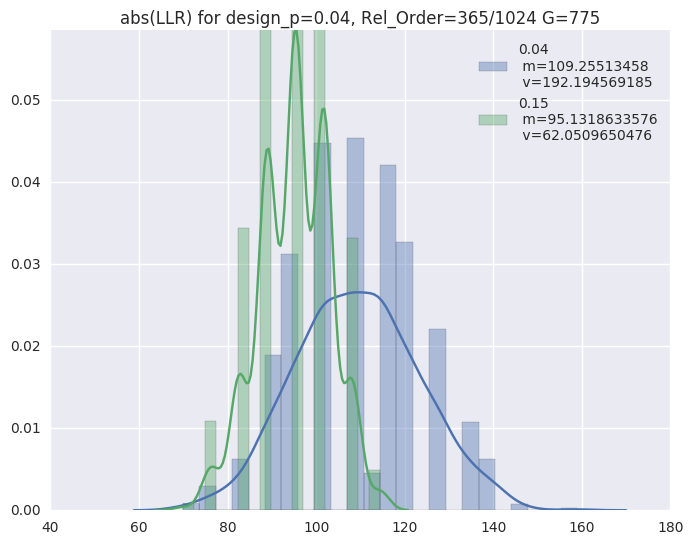 abs(LLR) for design_p=0.04, Rel_Order=365/1024 G=775
0.04
m=109.25513458
v=192.194569185
0.15
m=95.1318633576
v=62.0509650476
0.05
0.04
0.03
0.02
0.01
0.00
40 60 80 100 120 140 160 180